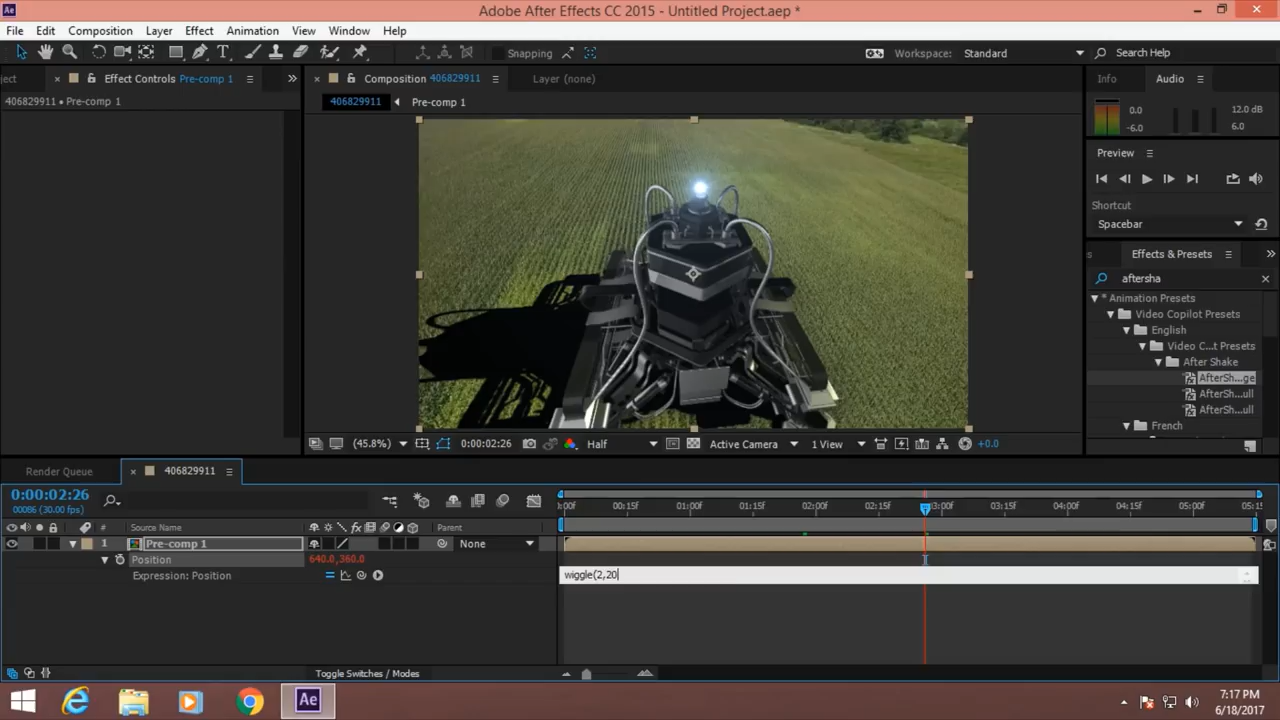 Adobe After Effects CC 2015 - Untitled Project.aep *
File Edit Composition Layer Effect Animation View Window Help
Snapping
Workspace: Standard
Search Help
ject
Effect Controls Pre-comp 1
Composition 406829911
Layer (none)
Info
Audio
406829911 • Pre-comp 1
406829911
Pre-comp 1
0.0
-6.0
12.0 dB
6.0
Preview
Shortcut
Spacebar
s
Effects & Presets
aftersha
* Animation Presets
Video Copilot Presets
English
Video C...t Presets
After Shake
AfterSh...ge
AfterSh...ull
AfterSh...ull
French
(45.8%)
0:00:02:26
Half
Active Camera
1 View
+0.0
Render Queue
406829911
0:00:02:26
00086 (30.00 fps)
:00f 00:15f 01:00f 01:15f 02:00f 02:15f 03:00f 03:15f 04:00f 04:15f 05:00f 05:15
# Source Name
Parent
1 Pre-comp 1
None
Position
640.0,360.0
Expression: Position
wiggle(2,20
Toggle Switches / Modes
Ae
7:17 PM
6/18/2017